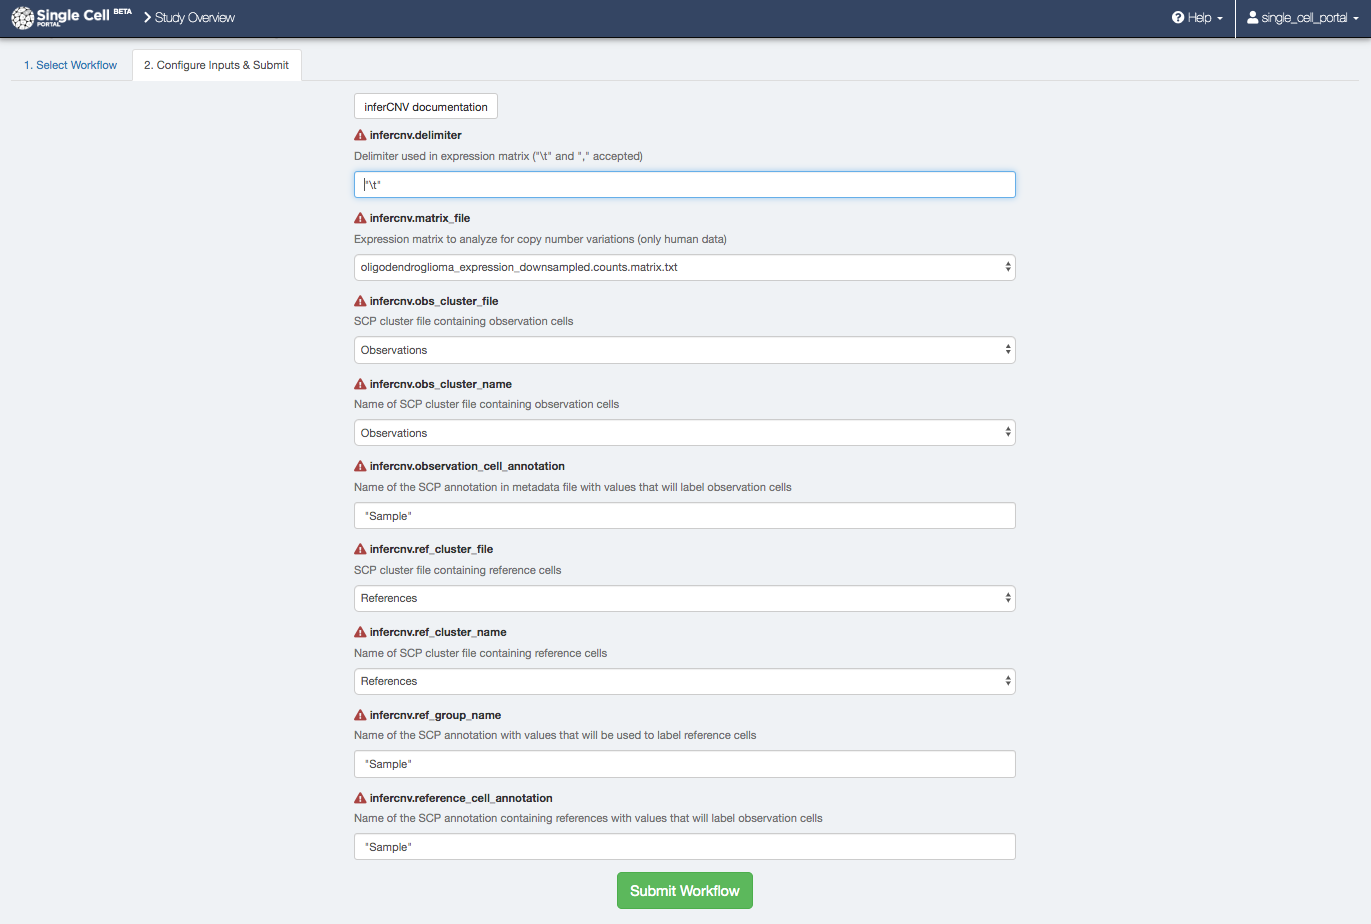 Single Cell BETA
PORTAL
Study Overview
Help
single_cell_portal
1. Select Workflow
2. Configure Inputs & Submit
inferCNV documentation
infercnv.delimiter
Delimiter used in expression matrix ("\t" and "," accepted)
"\t"
infercnv.matrix_file
Expression matrix to analyze for copy number variations (only human data)
oligodendroglioma_expression_downsampled.counts.matrix.txt
infercnv.obs_cluster_file
SCP cluster file containing observation cells
Observations
infercnv.obs_cluster_name
Name of SCP cluster file containing observation cells
Observations
infercnv.observation_cell_annotation
Name of the SCP annotation in metadata file with values that will label observation cells
"Sample"
infercnv.ref_cluster_file
SCP cluster file containing reference cells
References
infercnv.ref_cluster_name
Name of SCP cluster file containing reference cells
References
infercnv.ref_group_name
Name of the SCP annotation with values that will be used to label reference cells
"Sample"
infercnv.reference_cell_annotation
Name of the SCP annotation containing references with values that will label observation cells
"Sample"
Submit Workflow